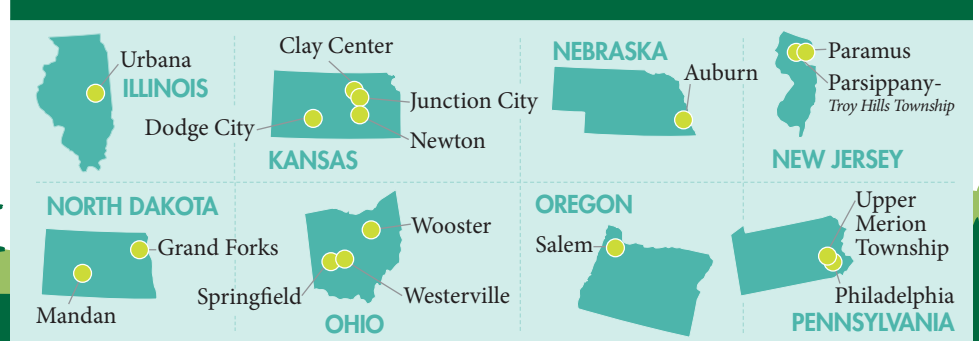 Urbana
ILLINOIS
Clay Center
Junction City
Dodge City
Newton
KANSAS
NEBRASKA
Auburn
Paramus
Parsippany-
Troy Hills Township
NEW JERSEY
NORTH DAKOTA
Grand Forks
Mandan
Wooster
Springfield
Westerville
OHIO
OREGON
Salem
Upper
Merion
Township
Philadelphia
PENNSYLVANIA